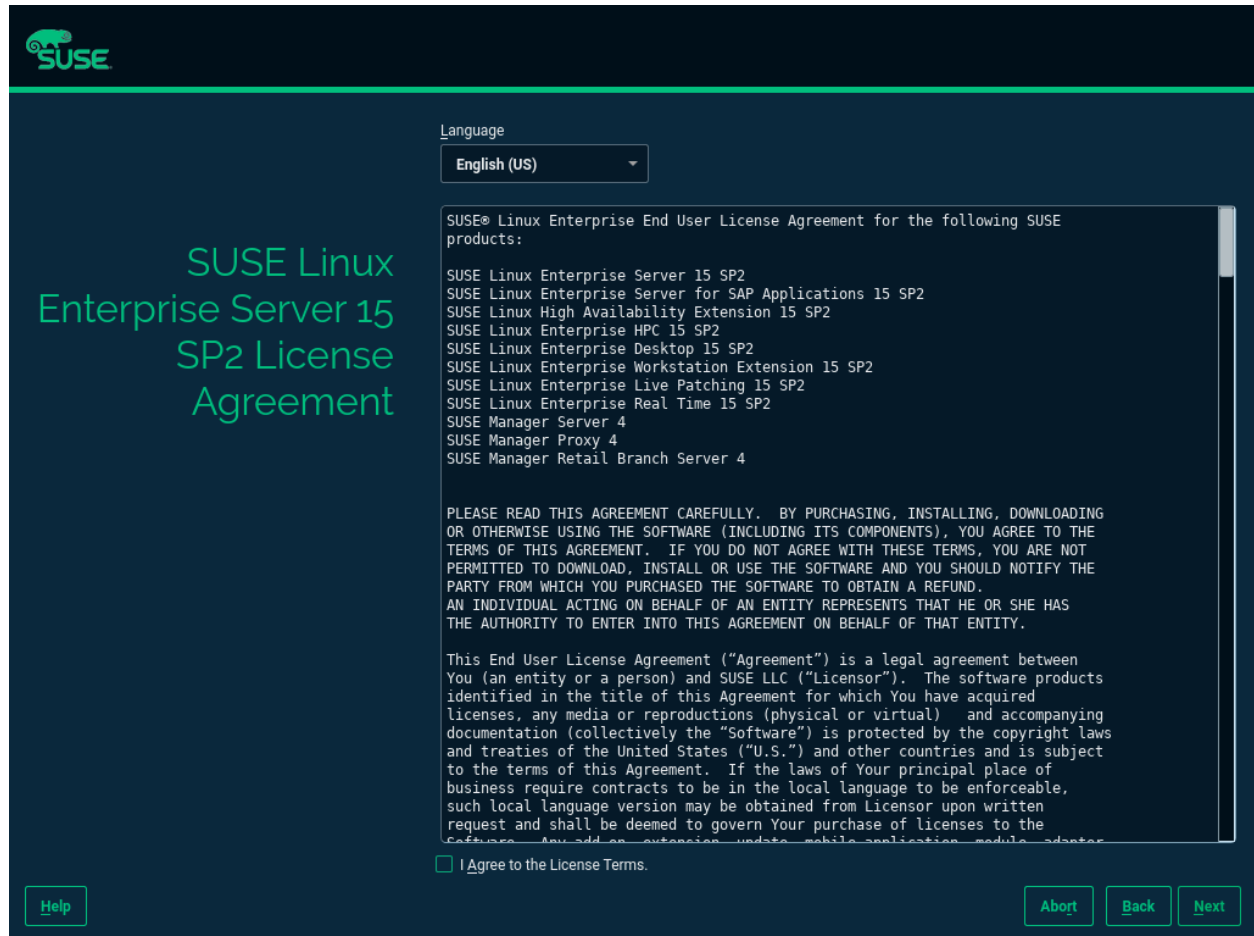 SUSE
Language
English (US)
SUSE Linux
Enterprise Server 15
SP2 License
Agreement
SUSE® Linux Enterprise End User License Agreement for the following SUSE
products:
SUSE Linux Enterprise Server 15 SP2
SUSE Linux Enterprise Server for SAP Applications 15 SP2
SUSE Linux High Availability Extension 15 SP2
SUSE Linux Enterprise HPC 15 SP2
SUSE Linux Enterprise Desktop 15 SP2
SUSE Linux Enterprise Workstation Extension 15 SP2
SUSE Linux Enterprise Live Patching 15 SP2
SUSE Linux Enterprise Real Time 15 SP2
SUSE Manager Server 4
SUSE Manager Proxy 4
SUSE Manager Retail Branch Server 4
PLEASE READ THIS AGREEMENT CAREFULLY.  BY PURCHASING, INSTALLING, DOWNLOADING
OR OTHERWISE USING THE SOFTWARE (INCLUDING ITS COMPONENTS), YOU AGREE TO THE
TERMS OF THIS AGREEMENT.  IF YOU DO NOT AGREE WITH THESE TERMS, YOU ARE NOT
PERMITTED TO DOWNLOAD, INSTALL OR USE THE SOFTWARE AND YOU SHOULD NOTIFY THE
PARTY FROM WHICH YOU PURCHASED THE SOFTWARE TO OBTAIN A REFUND.
AN INDIVIDUAL ACTING ON BEHALF OF AN ENTITY REPRESENTS THAT HE OR SHE HAS
THE AUTHORITY TO ENTER INTO THIS AGREEMENT ON BEHALF OF THAT ENTITY.
This End User License Agreement (“Agreement”) is a legal agreement between
You (an entity or a person) and SUSE LLC (“Licensor”).  The software products
identified in the title of this Agreement for which You have acquired
licenses, any media or reproductions (physical or virtual)   and accompanying
documentation (collectively the “Software”) is protected by the copyright laws
and treaties of the United States (“U.S.”) and other countries and is subject
to the terms of this Agreement.  If the laws of Your principal place of
business require contracts to be in the local language to be enforceable,
such local language version may be obtained from Licensor upon written
request and shall be deemed to govern Your purchase of licenses to the
Software.  Any add-on, extension, update, mobile application, module, adapter
I Agree to the License Terms.
Help
Abort
Back
Next